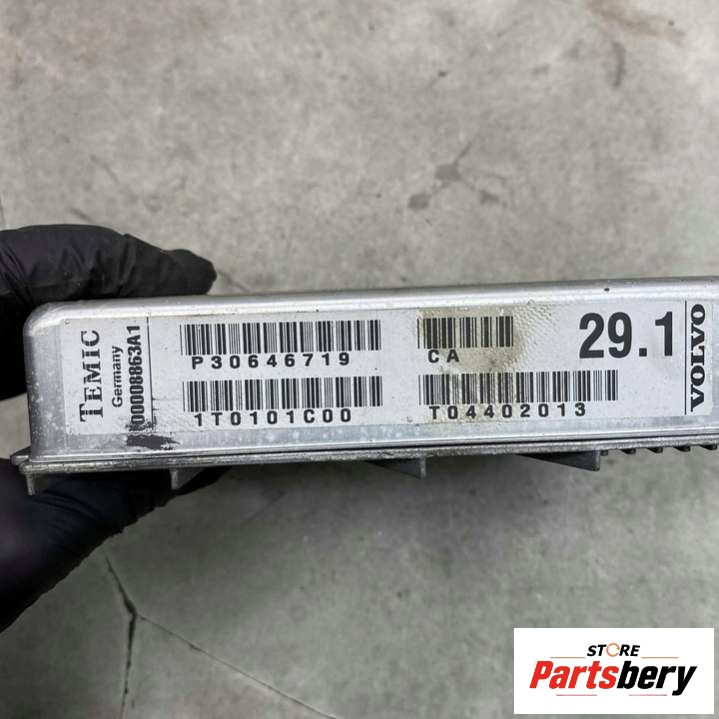 TEMIC
Germany
00008863A1
P30646719
CA
29.1
VOLVO
1T0101C00
T04402013
STORE
Partsbery